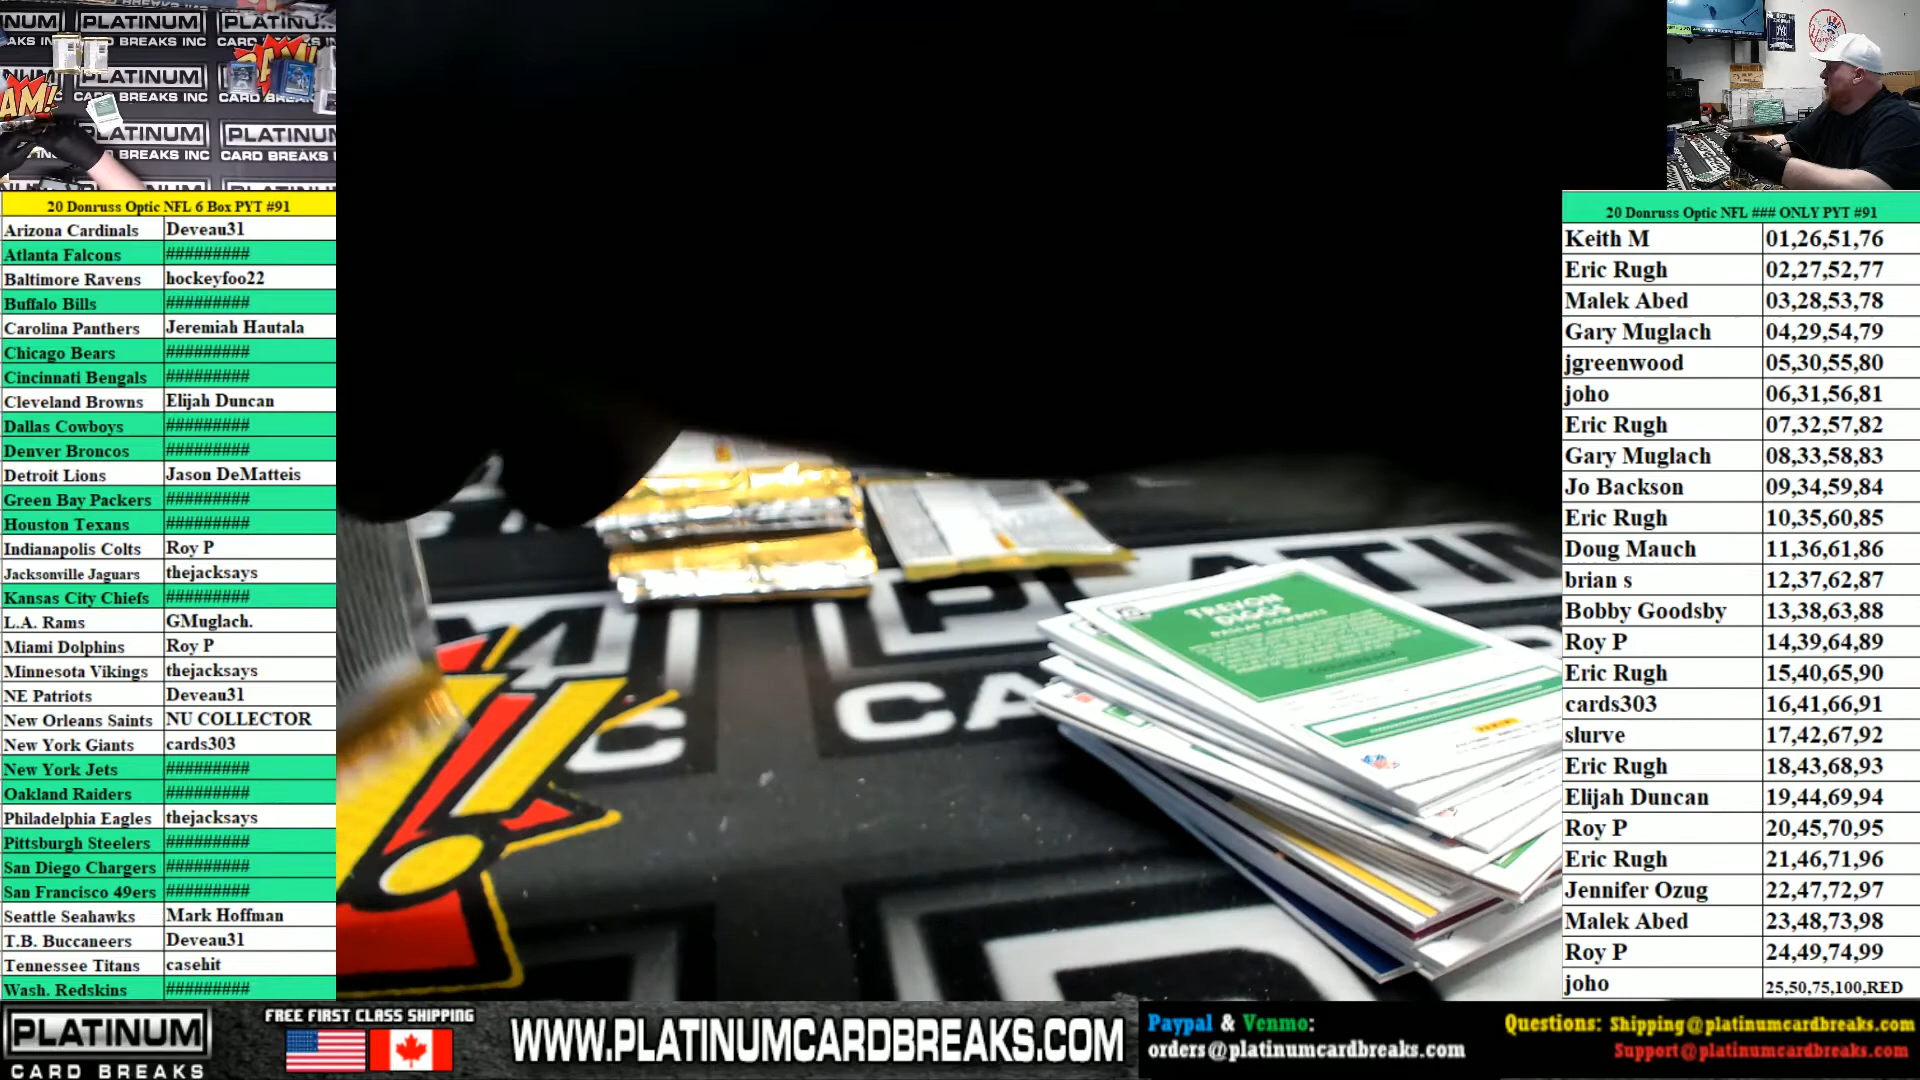 20 Donruss Optic NFL 6 Box PYT #91
Arizona Cardinals Deveau31
Atlanta Falcons #########
Baltimore Ravens hockeyfoo22
Buffalo Bills #########
Carolina Panthers Jeremiah Hautala
Chicago Bears #########
Cincinnati Bengals #########
Cleveland Browns Elijah Duncan
Dallas Cowboys #########
Denver Broncos #########
Detroit Lions Jason DeMatteis
Green Bay Packers #########
Houston Texans #########
Indianapolis Colts Roy P
Jacksonville Jaguars thejacksays
Kansas City Chiefs #########
L.A. Rams GMuglach.
Miami Dolphins Roy P
Minnesota Vikings thejacksays
NE Patriots Deveau31
New Orleans Saints NU COLLECTOR
New York Giants cards303
New York Jets #########
Oakland Raiders #########
Philadelphia Eagles thejacksays
Pittsburgh Steelers #########
San Diego Chargers #########
San Francisco 49ers #########
Seattle Seahawks Mark Hoffman
T.B. Buccaneers Deveau31
Tennessee Titans casehit
Wash. Redskins #########
PLATINUM
CARD BREAKS INC
TREVON
DIGGS
DALLAS COWBOYS
20 Donruss Optic NFL ### ONLY PYT #91
Keith M 01,26,51,76
Eric Rugh 02,27,52,77
Malek Abed 03,28,53,78
Gary Muglach 04,29,54,79
jgreenwood 05,30,55,80
joho 06,31,56,81
Eric Rugh 07,32,57,82
Gary Muglach 08,33,58,83
Jo Backson 09,34,59,84
Eric Rugh 10,35,60,85
Doug Mauch 11,36,61,86
brian s 12,37,62,87
Bobby Goodsby 13,38,63,88
Roy P 14,39,64,89
Eric Rugh 15,40,65,90
cards303 16,41,66,91
slurve 17,42,67,92
Eric Rugh 18,43,68,93
Elijah Duncan 19,44,69,94
Roy P 20,45,70,95
Eric Rugh 21,46,71,96
Jennifer Ozug 22,47,72,97
Malek Abed 23,48,73,98
Roy P 24,49,74,99
joho 25,50,75,100,RED
PLATINUM
CARD BREAKS
FREE FIRST CLASS SHIPPING
WWW.PLATINUMCARDBREAKS.COM
Paypal & Venmo:
orders@platinumcardbreaks.com
Questions: Shipping@platinumcardbreaks.com
Support@platinumcardbreaks.com